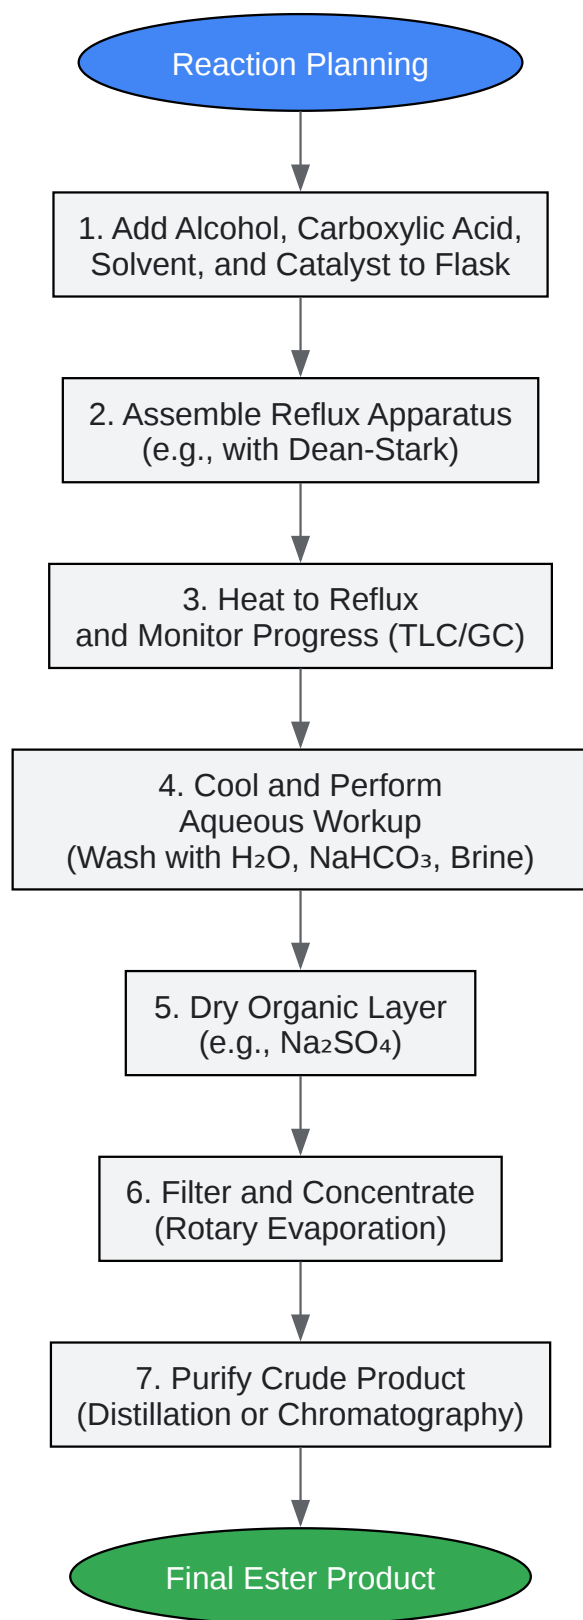 Reaction Planning
1. Add Alcohol, Carboxylic Acid,
Solvent, and Catalyst to Flask
2. Assemble Reflux Apparatus
(e.g., with Dean-Stark)
3. Heat to Reflux
and Monitor Progress (TLC/GC)
4. Cool and Perform
Aqueous Workup
(Wash with H₂O, NaHCO₃, Brine)
5. Dry Organic Layer
(e.g., Na₂SO₄)
6. Filter and Concentrate
(Rotary Evaporation)
7. Purify Crude Product
(Distillation or Chromatography)
Final Ester Product